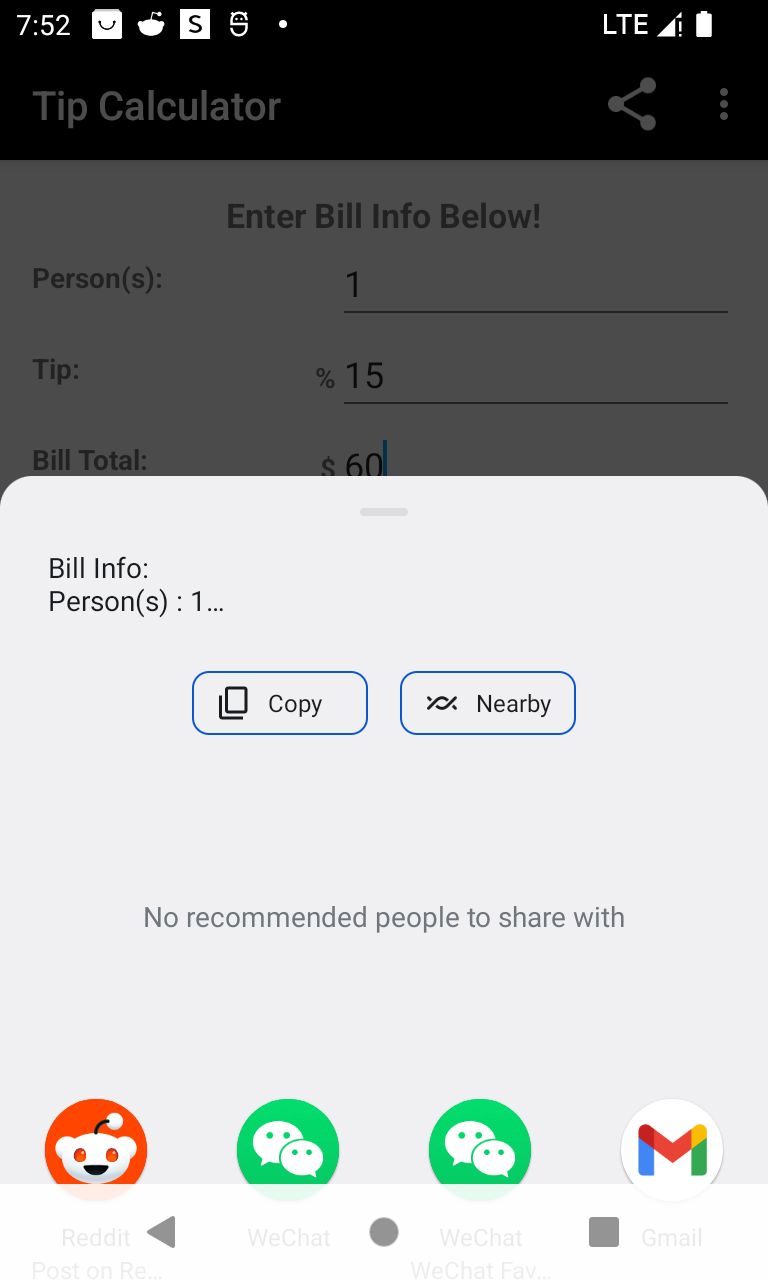 7:52
S
LTE
Tip Calculator
Enter Bill Info Below!
Person(s):
1
Tip:
% 15
Bill Total:
$ 60
Bill Info:
Person(s) : 1…
Copy
Nearby
No recommended people to share with
Reddit
WeChat
WeChat
Gmail
Post on Re…
WeChat Fav…